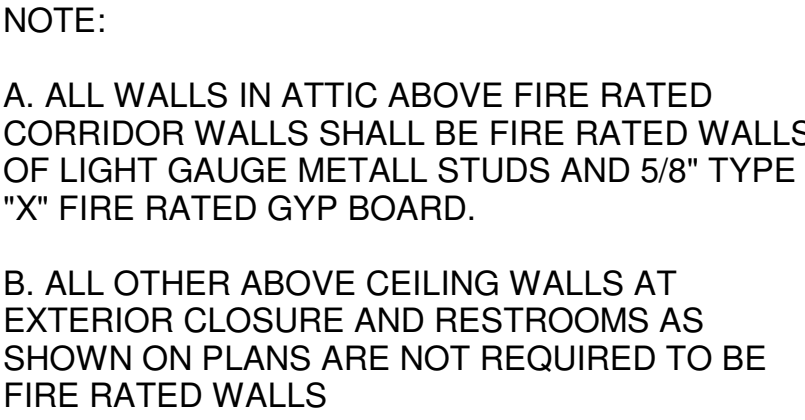 NOTE:
A. ALL WALLS IN ATTIC ABOVE FIRE RATED
CORRIDOR WALLS SHALL BE FIRE RATED WALLS
OF LIGHT GAUGE METALL STUDS AND 5/8" TYPE
"X" FIRE RATED GYP BOARD.
B. ALL OTHER ABOVE CEILING WALLS AT
EXTERIOR CLOSURE AND RESTROOMS AS
SHOWN ON PLANS ARE NOT REQUIRED TO BE
FIRE RATED WALLS